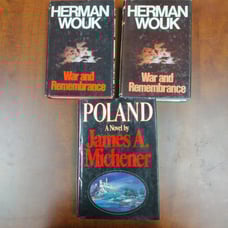 HERMAN
WOUK
War and
Remembrance
HERMAN
WOUK
War and
Remembrance
POLAND
A Novel by
James A.
Michener